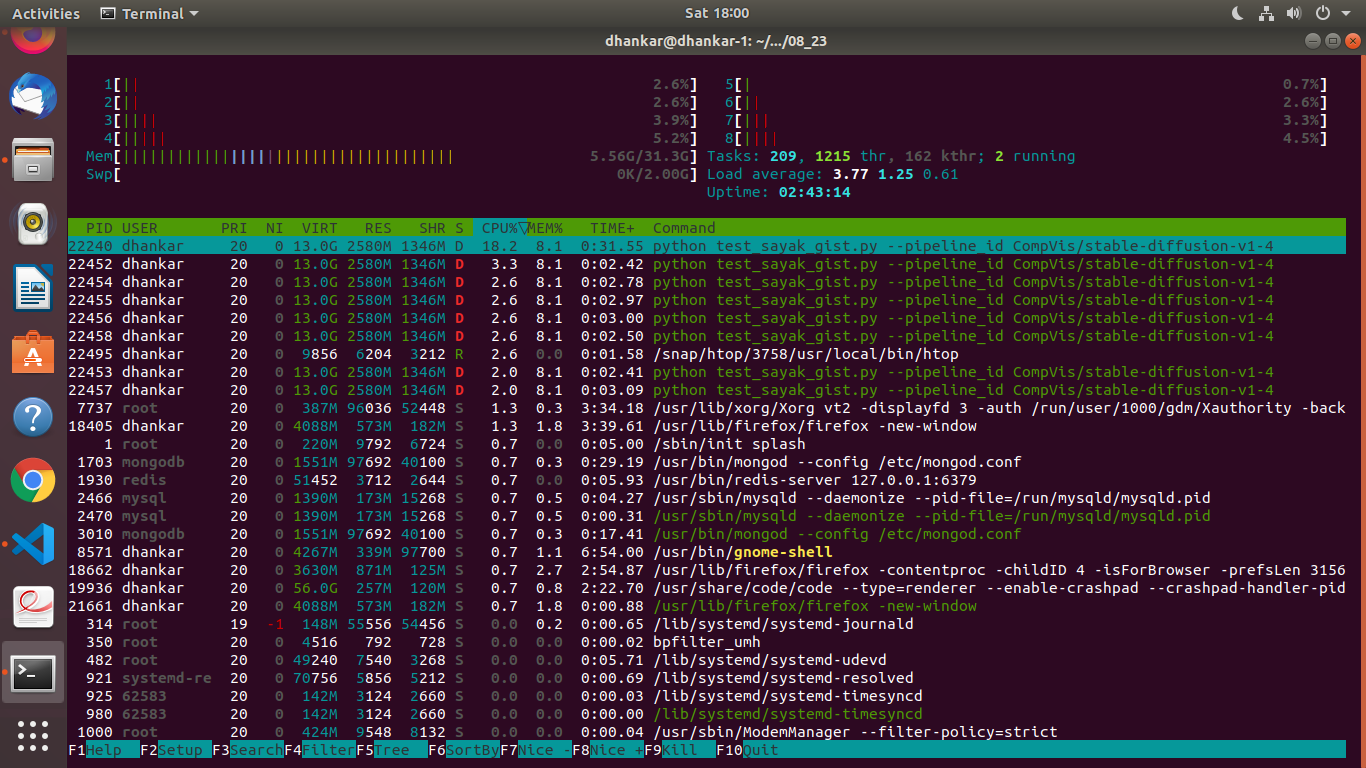 Activities Terminal Sat 18:00
dhankar@dhankar-1: ~/.../08_23
1[|| 2.6%] 5[| 0.7%]
2[|| 2.6%] 6[|| 2.6%]
3[|||| 3.9%] 7[||| 3.3%]
4[||||| 5.2%] 8[|||| 4.5%]
Mem[||||||||||||||||||||||||||||||||||||| 5.56G/31.3G] Tasks: 209, 1215 thr, 162 kthr; 2 running
Swp[ 0K/2.00G] Load average: 3.77 1.25 0.61
Uptime: 02:43:14
PID USER PRI NI VIRT RES SHR S CPU%▽MEM% TIME+ Command
22240 dhankar 20 0 13.0G 2580M 1346M D 18.2 8.1 0:31.55 python test_sayak_gist.py --pipeline_id CompVis/stable-diffusion-v1-4
22452 dhankar 20 0 13.0G 2580M 1346M D 3.3 8.1 0:02.42 python test_sayak_gist.py --pipeline_id CompVis/stable-diffusion-v1-4
22454 dhankar 20 0 13.0G 2580M 1346M D 2.6 8.1 0:02.78 python test_sayak_gist.py --pipeline_id CompVis/stable-diffusion-v1-4
22455 dhankar 20 0 13.0G 2580M 1346M D 2.6 8.1 0:02.97 python test_sayak_gist.py --pipeline_id CompVis/stable-diffusion-v1-4
22456 dhankar 20 0 13.0G 2580M 1346M D 2.6 8.1 0:03.00 python test_sayak_gist.py --pipeline_id CompVis/stable-diffusion-v1-4
22458 dhankar 20 0 13.0G 2580M 1346M D 2.6 8.1 0:02.50 python test_sayak_gist.py --pipeline_id CompVis/stable-diffusion-v1-4
22495 dhankar 20 0 9856 6204 3212 R 2.6 0.0 0:01.58 /snap/htop/3758/usr/local/bin/htop
22453 dhankar 20 0 13.0G 2580M 1346M D 2.0 8.1 0:02.41 python test_sayak_gist.py --pipeline_id CompVis/stable-diffusion-v1-4
22457 dhankar 20 0 13.0G 2580M 1346M D 2.0 8.1 0:03.09 python test_sayak_gist.py --pipeline_id CompVis/stable-diffusion-v1-4
7737 root 20 0 387M 96036 52448 S 1.3 0.3 3:34.18 /usr/lib/xorg/Xorg vt2 -displayfd 3 -auth /run/user/1000/gdm/Xauthority -back
18405 dhankar 20 0 4088M 573M 182M S 1.3 1.8 3:39.61 /usr/lib/firefox/firefox -new-window
1 root 20 0 220M 9792 6724 S 0.7 0.0 0:05.00 /sbin/init splash
1703 mongodb 20 0 1551M 97692 40100 S 0.7 0.3 0:29.19 /usr/bin/mongod --config /etc/mongod.conf
1930 redis 20 0 51452 3712 2644 S 0.7 0.0 0:05.93 /usr/bin/redis-server 127.0.0.1:6379
2466 mysql 20 0 1390M 173M 15268 S 0.7 0.5 0:04.27 /usr/sbin/mysqld --daemonize --pid-file=/run/mysqld/mysqld.pid
2470 mysql 20 0 1390M 173M 15268 S 0.7 0.5 0:00.31 /usr/sbin/mysqld --daemonize --pid-file=/run/mysqld/mysqld.pid
3010 mongodb 20 0 1551M 97692 40100 S 0.7 0.3 0:17.41 /usr/bin/mongod --config /etc/mongod.conf
8571 dhankar 20 0 4267M 339M 97700 S 0.7 1.1 6:54.00 /usr/bin/gnome-shell
18662 dhankar 20 0 3630M 871M 125M S 0.7 2.7 2:54.87 /usr/lib/firefox/firefox -contentproc -childID 4 -isForBrowser -prefsLen 3156
19936 dhankar 20 0 56.0G 257M 120M S 0.7 0.8 2:22.70 /usr/share/code/code --type=renderer --enable-crashpad --crashpad-handler-pid
21661 dhankar 20 0 4088M 573M 182M S 0.7 1.8 0:00.88 /usr/lib/firefox/firefox -new-window
314 root 19 -1 148M 55556 54456 S 0.0 0.2 0:00.65 /lib/systemd/systemd-journald
350 root 20 0 4516 792 728 S 0.0 0.0 0:00.02 bpfilter_umh
482 root 20 0 49240 7540 3268 S 0.0 0.0 0:05.71 /lib/systemd/systemd-udevd
921 systemd-re 20 0 70756 5856 5212 S 0.0 0.0 0:00.69 /lib/systemd/systemd-resolved
925 62583 20 0 142M 3124 2660 S 0.0 0.0 0:00.03 /lib/systemd/systemd-timesyncd
980 62583 20 0 142M 3124 2660 S 0.0 0.0 0:00.00 /lib/systemd/systemd-timesyncd
1000 root 20 0 424M 9548 8132 S 0.0 0.0 0:00.04 /usr/sbin/ModemManager --filter-policy=strict
F1Help F2Setup F3SearchF4FilterF5Tree F6SortByF7Nice -F8Nice +F9Kill F10Quit